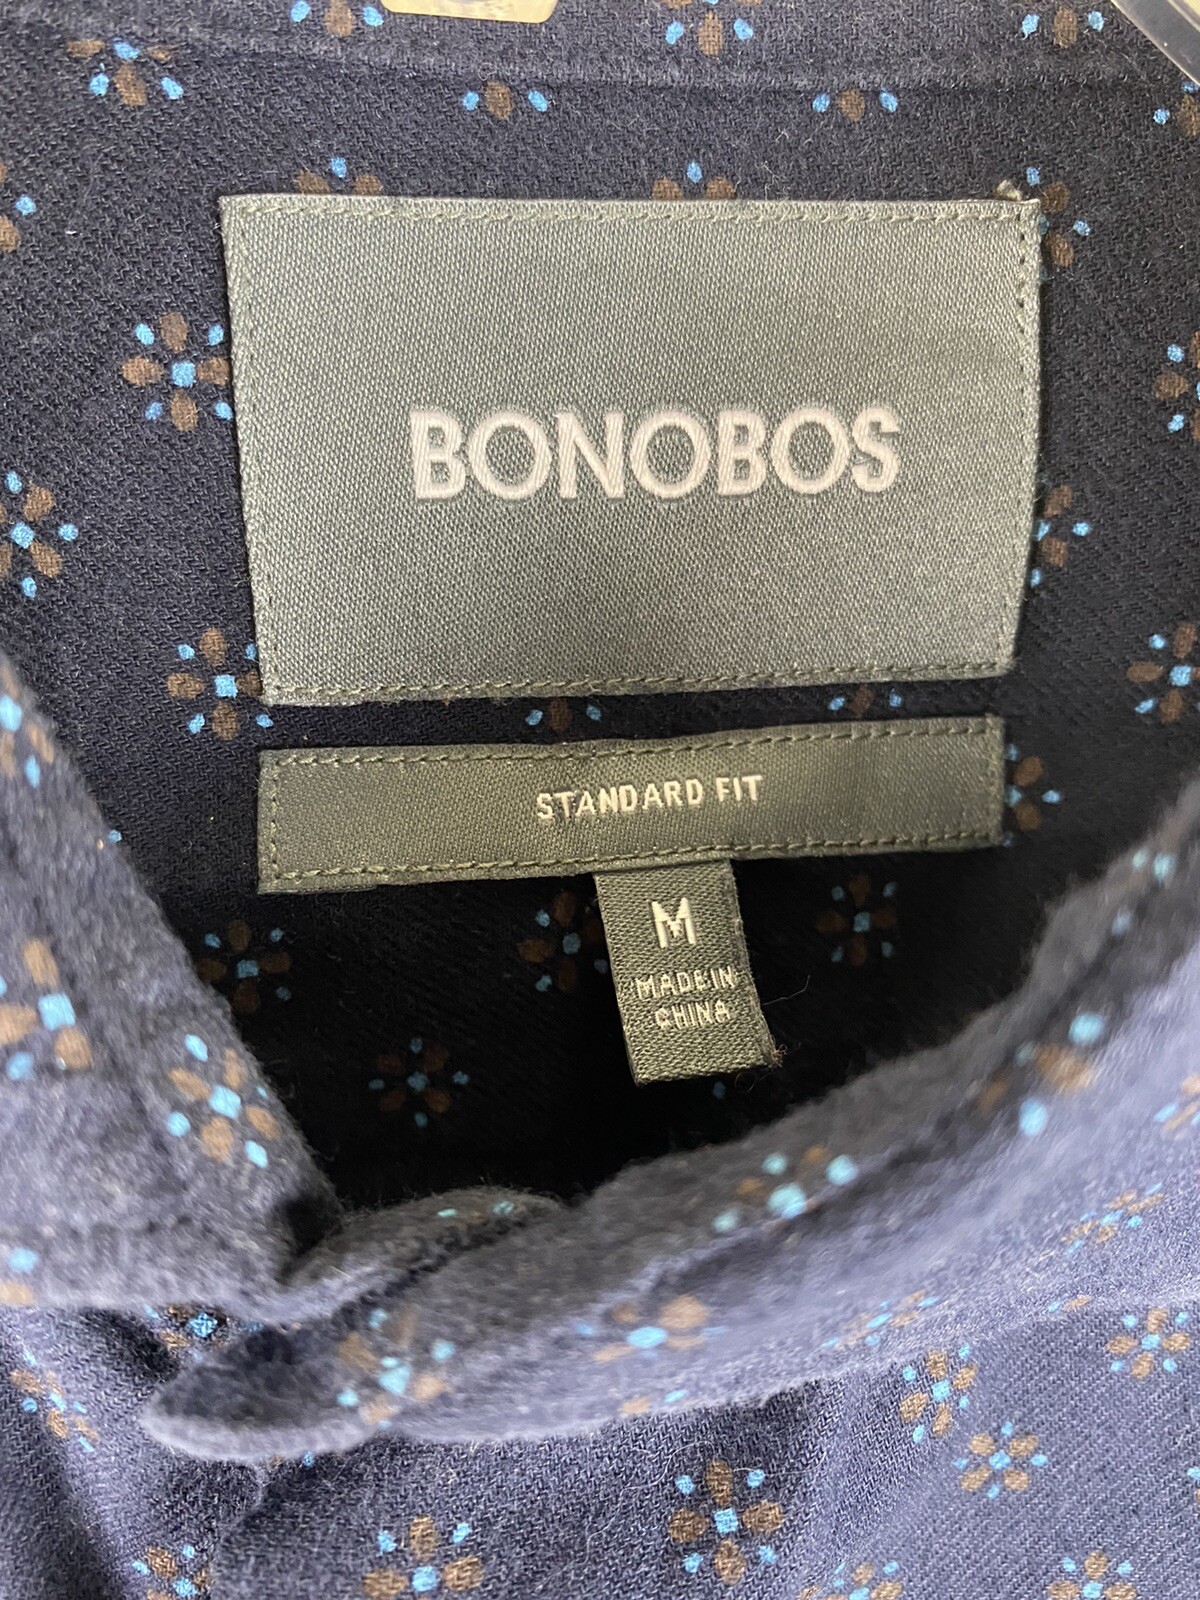 BONOBOS
STANDARD FIT
M
MADE IN
CHINA